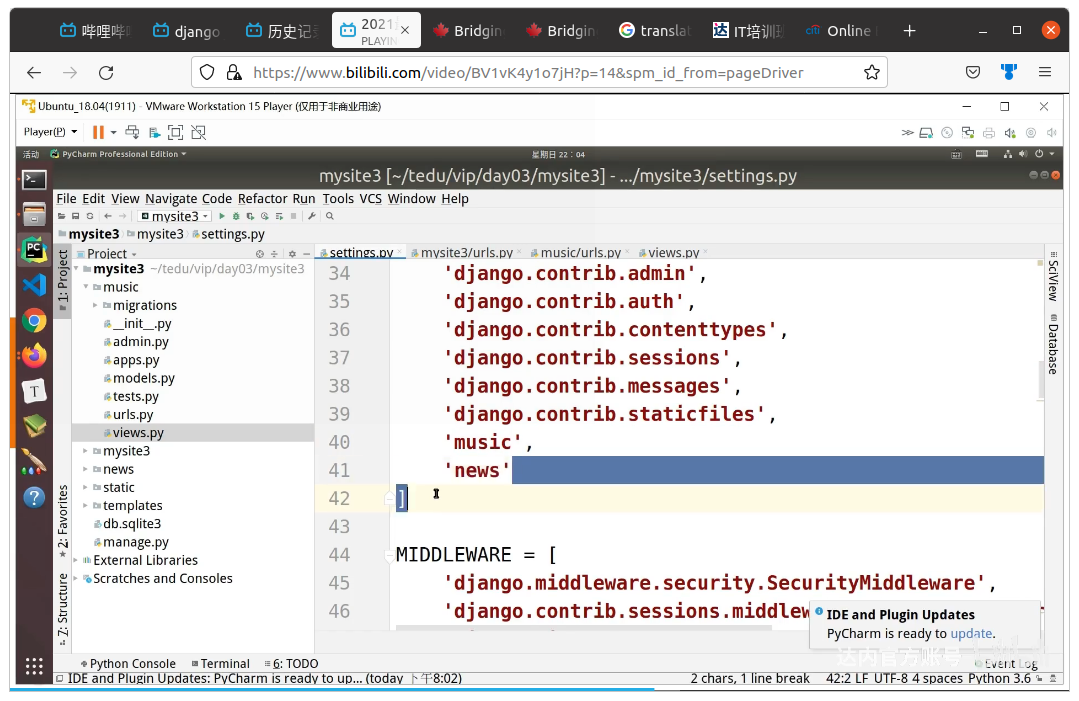 哔哩哔哩
django
历史记录
2021
PLAYIN
Bridgin
Bridgin
translat
IT培训班
Online
https://www.bilibili.com/video/BV1vK4y1o7jH?p=14&spm_id_from=pageDriver
Ubuntu_18.04(1911) - VMware Workstation 15 Player (仅用于非商业用途)
Player(P)
活动 PyCharm Professional Edition 星期日 22：04
mysite3 [~/tedu/vip/day03/mysite3] - .../mysite3/settings.py
File Edit View Navigate Code Refactor Run Tools VCS Window Help
mysite3
mysite3 mysite3 settings.py
Project
settings.py mysite3/urls.py music/urls.py views.py
1: Project
2: Favorites
Z: Structure
mysite3 ~/tedu/vip/day03/mysite3
music
migrations
__init__.py
admin.py
apps.py
models.py
tests.py
urls.py
views.py
mysite3
news
static
templates
db.sqlite3
manage.py
External Libraries
Scratches and Consoles
34 'django.contrib.admin',
35 'django.contrib.auth',
36 'django.contrib.contenttypes',
37 'django.contrib.sessions',
38 'django.contrib.messages',
39 'django.contrib.staticfiles',
40 'music',
41 'news'
42 ]
43
44 MIDDLEWARE = [
45 'django.middleware.security.SecurityMiddleware',
46 'django.contrib.sessions.middlew
SciView
Database
IDE and Plugin Updates
PyCharm is ready to update.
达内官方账号
Python Console Terminal 6: TODO Event Log
IDE and Plugin Updates: PyCharm is ready to up... (today 下午8:02) 2 chars, 1 line break 42:2 LF UTF-8 4 spaces Python 3.6